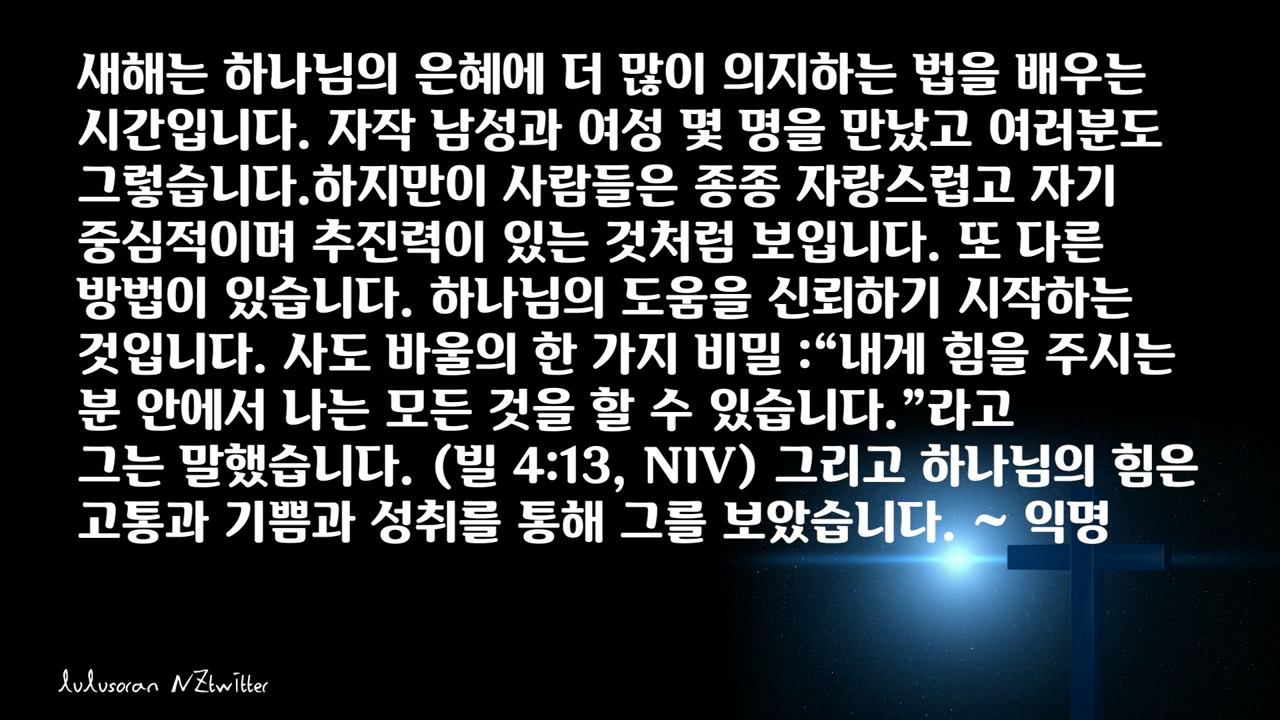 새해는 하나님의 은혜에 더 많이 의지하는 법을 배우는
시간입니다. 자작 남성과 여성 몇 명을 만났고 여러분도
그렇습니다.하지만이 사람들은 종종 자랑스럽고 자기
중심적이며 추진력이 있는 것처럼 보입니다. 또 다른
방법이 있습니다. 하나님의 도움을 신뢰하기 시작하는
것입니다. 사도 바울의 한 가지 비밀 :“내게 힘을 주시는
분 안에서 나는 모든 것을 할 수 있습니다.”라고
그는 말했습니다. (빌 4:13, NIV) 그리고 하나님의 힘은
고통과 기쁨과 성취를 통해 그를 보았습니다. ~ 익명
lulusoran NZtwitter